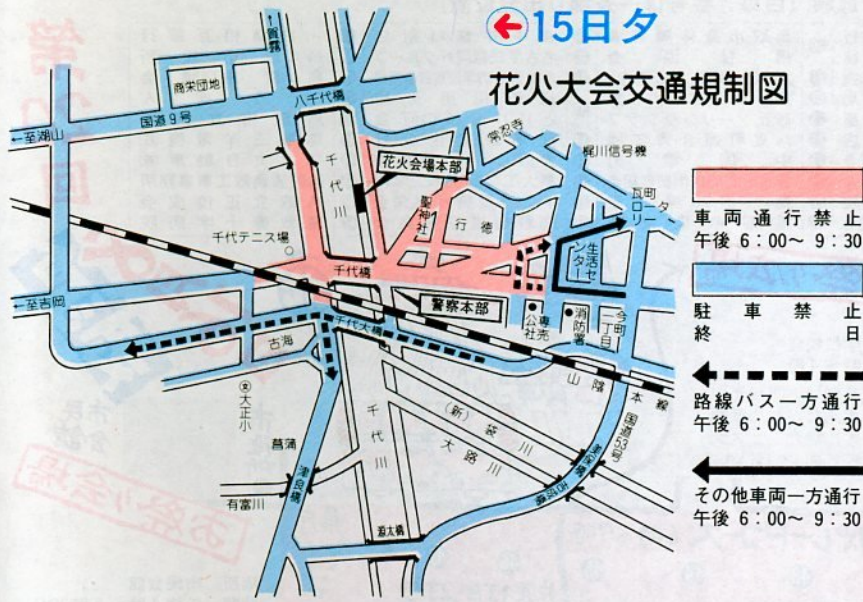 15日夕
花火大会交通規制図
↑賀露
商栄団地
八千代橋
国道9号
←至湖山
千代川
花火会場本部
常忍寺
梶川信号機
聖神社
行徳
瓦町ロータリー
千代テニス場
千代橋
生活センター
←至吉岡
警察本部
専売公社
消防署
今町一丁目
千代大橋
古海
山陰本線
大正小
千代川
(新)袋川
大路川
国道53号
菖蒲
有富川
源太橋
車両通行禁止
午後 6:00~ 9:30
駐車禁止
終日
路線バス一方通行
午後 6:00~ 9:30
その他車両一方通行
午後 6:00~ 9:30